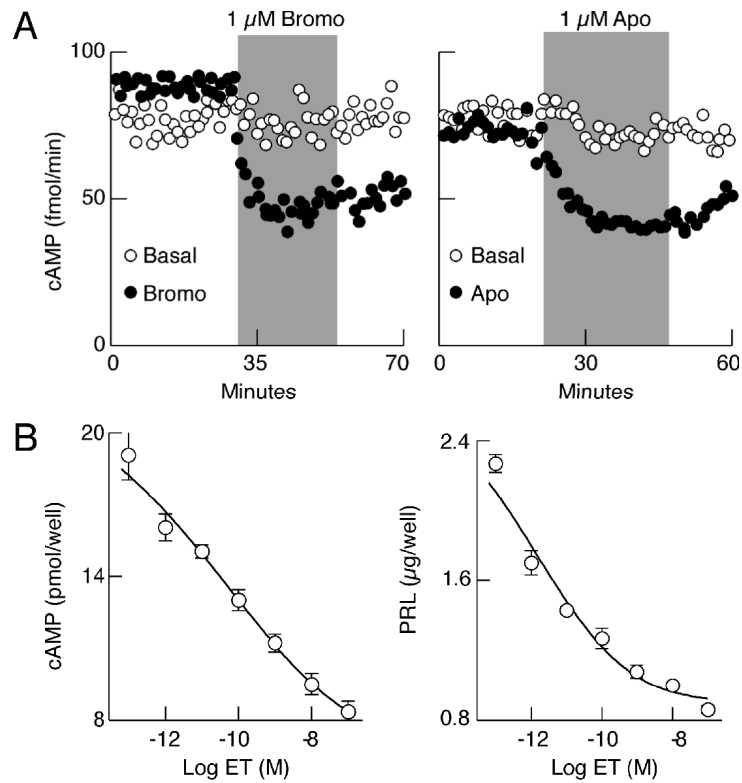 A
1 µM Bromo
1 µM Apo
100
50
0
cAMP (fmol/min)
Basal
Bromo
Basal
Apo
0
35
70
0
30
60
Minutes
Minutes
B
20
14
8
cAMP (pmol/well)
2.4
1.6
0.8
PRL (µg/well)
-12
-10
-8
-12
-10
-8
Log ET (M)
Log ET (M)